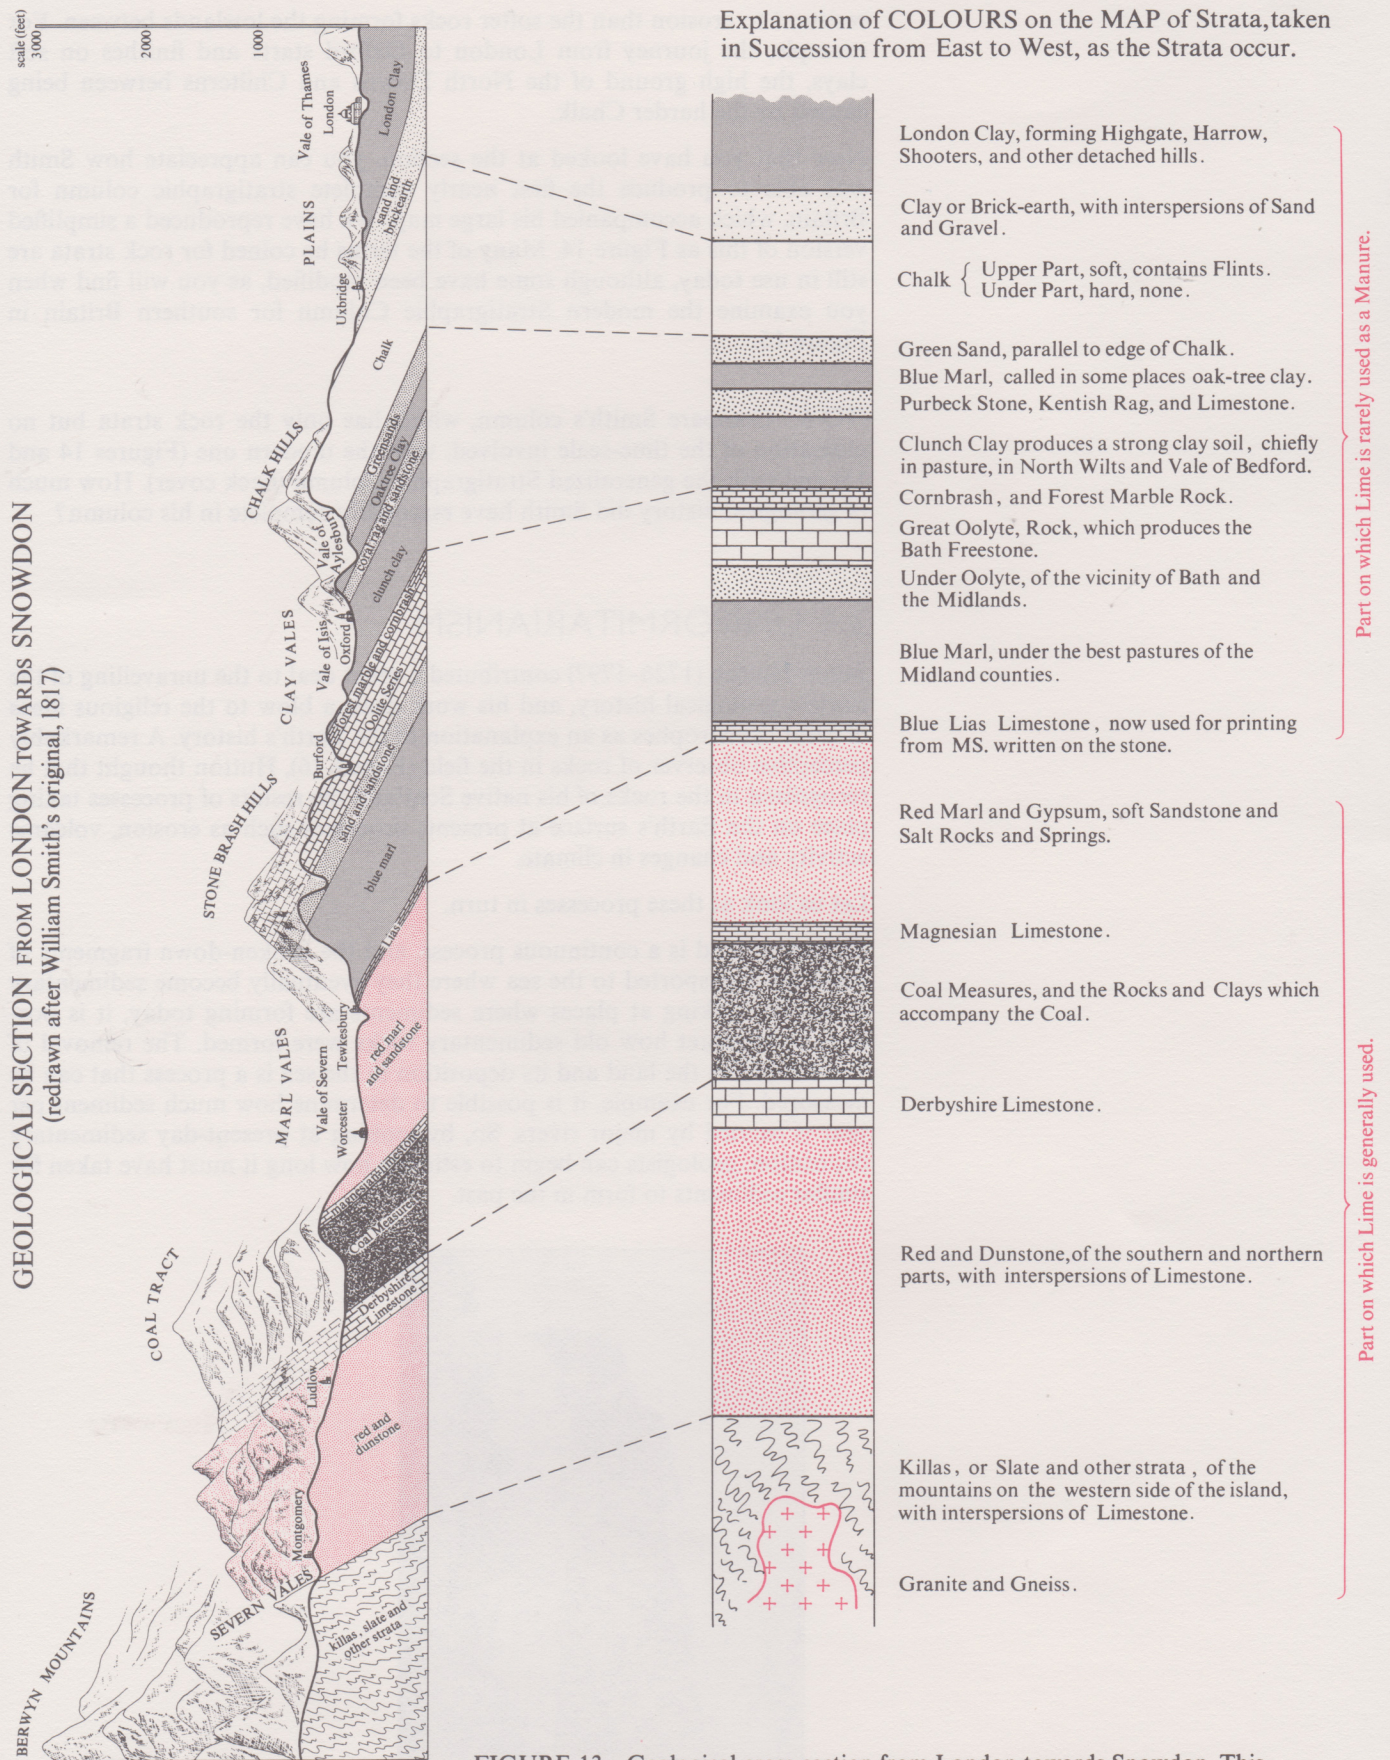 GEOLOGICAL SECTION FROM LONDON TOWARDS SNOWDON
(redrawn after William Smith's original, 1817)
scale (feet)
3000
2000
1000
Vale of Thames
London
London Clay
PLAINS
sand and
brickearth
Uxbridge
Chalk
CHALK HILLS
Greensands
Oaktree Clay
coral rag and sandstone
Vale of
Aylesbury
clunch clay
CLAY VALES
Vale of Isis
Oxford
forest marble and cornbrash
Oolite Series
Burford
sand and sandstone
STONE BRASH HILLS
blue marl
Lias
Tewkesbury
MARL VALES
Vale of Severn
red marl
and sandstone
Worcester
magnesian limestone
Coal Measures
COAL TRACT
Derbyshire
Limestone
Ludlow
red and
dunstone
Montgomery
SEVERN VALES
killas, slate and
other strata
BERWYN MOUNTAINS
Explanation of COLOURS on the MAP of Strata, taken
in Succession from East to West, as the Strata occur.
London Clay, forming Highgate, Harrow,
Shooters, and other detached hills.
Clay or Brick-earth, with interspersions of Sand
and Gravel.
Chalk { Upper Part, soft, contains Flints.
Under Part, hard, none.
Green Sand, parallel to edge of Chalk.
Blue Marl, called in some places oak-tree clay.
Purbeck Stone, Kentish Rag, and Limestone.
Clunch Clay produces a strong clay soil, chiefly
in pasture, in North Wilts and Vale of Bedford.
Cornbrash, and Forest Marble Rock.
Great Oolyte, Rock, which produces the
Bath Freestone.
Under Oolyte, of the vicinity of Bath and
the Midlands.
Blue Marl, under the best pastures of the
Midland counties.
Blue Lias Limestone, now used for printing
from MS. written on the stone.
Red Marl and Gypsum, soft Sandstone and
Salt Rocks and Springs.
Magnesian Limestone.
Coal Measures, and the Rocks and Clays which
accompany the Coal.
Derbyshire Limestone.
Red and Dunstone, of the southern and northern
parts, with interspersions of Limestone.
Killas, or Slate and other strata, of the
mountains on the western side of the island,
with interspersions of Limestone.
Granite and Gneiss.
Part on which Lime is rarely used as a Manure.
Part on which Lime is generally used.